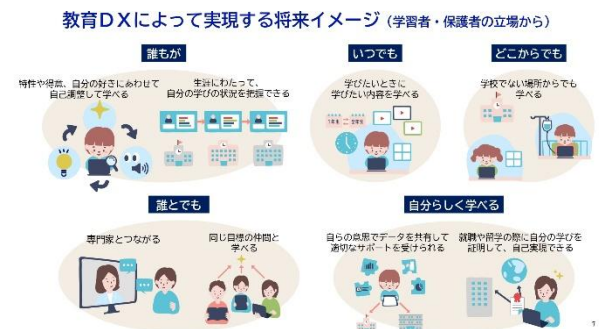 教育DXによって実現する将来イメージ（学習者・保護者の立場から）
誰もが
特性や得意、自分の好きにあわせて
自己調整して学べる
生涯にわたって、
自分の学びの状況を把握できる
いつでも
学びたいときに
学びたい内容を学べる
どこからでも
学校でない場所からでも
学べる
誰とでも
専門家とつながる
同じ目標の仲間と
学べる
自分らしく学べる
自らの意思でデータを共有して
適切なサポートを受けられる
就職や留学の際に自分の学びを
証明して、自己実現できる